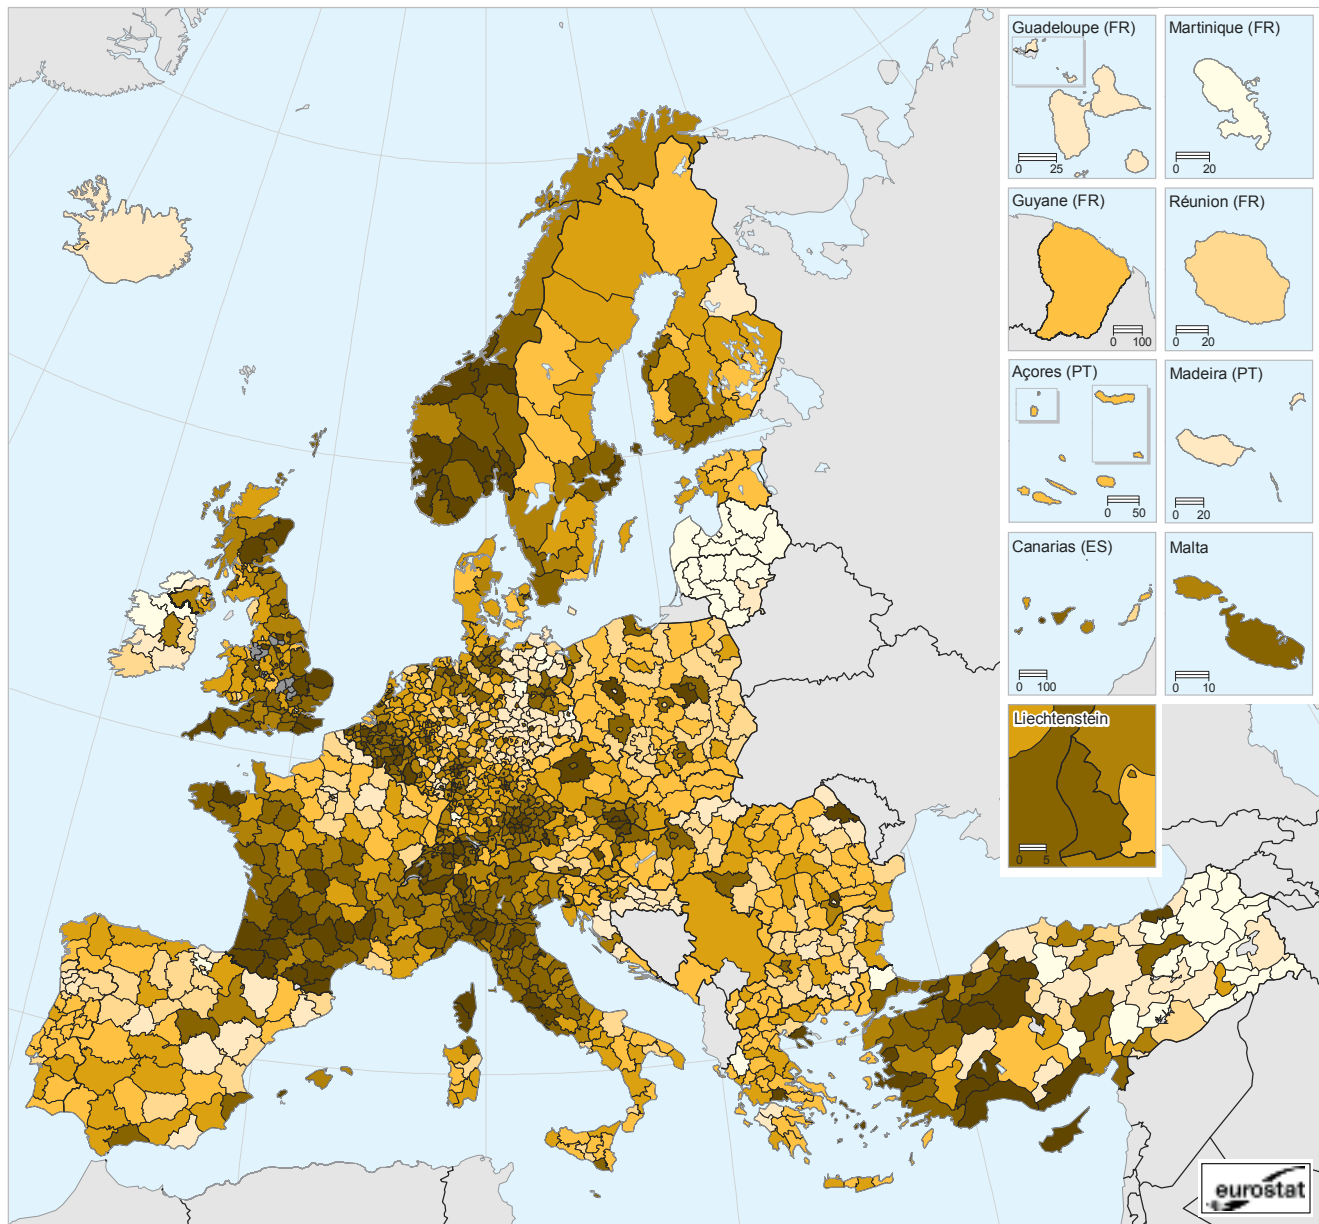 Guadeloupe (FR)
0 25
Martinique (FR)
0 20
Guyane (FR)
0 100
Réunion (FR)
0 20
Açores (PT)
0 50
Madeira (PT)
0 20
Canarias (ES)
0 100
Malta
0 10
Liechtenstein
0 5
eurostat